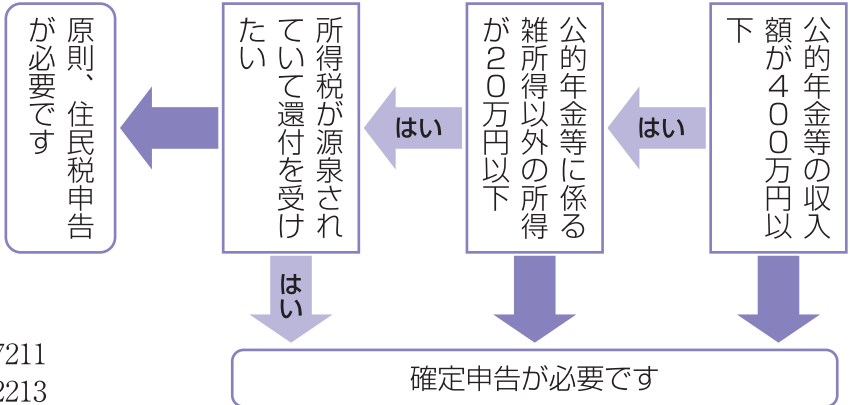 公的年金等の収入
額が４００万円以
下
はい
公的年金等に係る
雑所得以外の所得
が２０万円以下
はい
所得税が源泉され
ていて還付を受け
たい
はい
原則、住民税申告
が必要です
確定申告が必要です
7211
2213